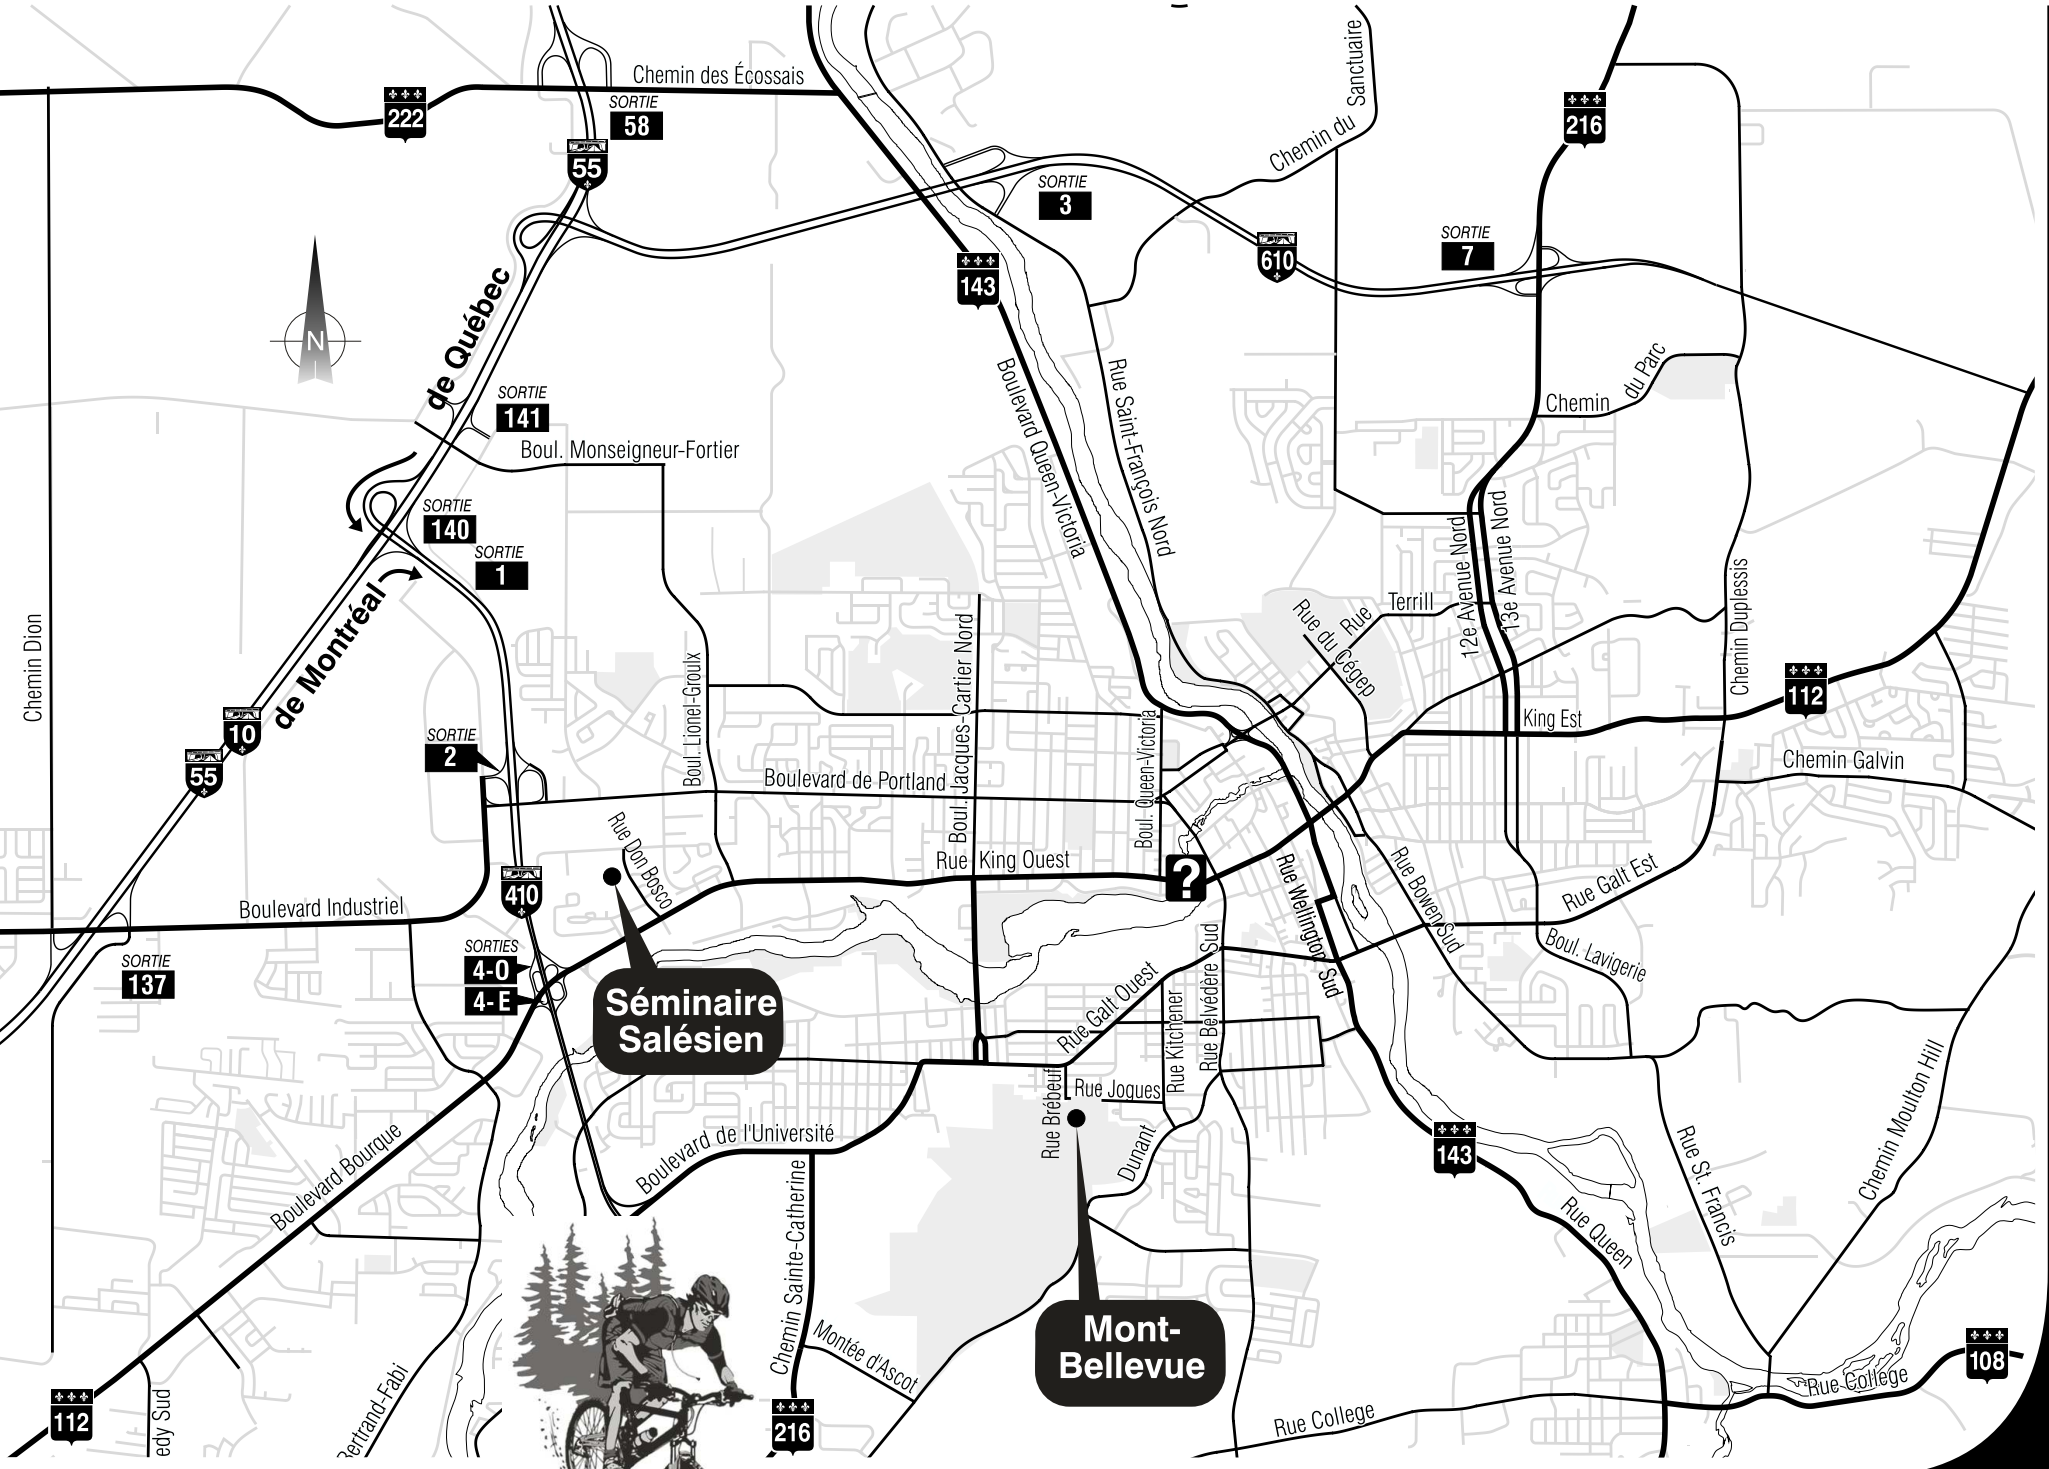 Chemin des Écossais
SORTIE
58
222
55
Sanctuaire
Chemin du
216
SORTIE
3
SORTIE
7
610
143
N
de Québec
SORTIE
141
Boul. Monseigneur-Fortier
SORTIE
140
SORTIE
1
de Montréal
Boulevard Queen-Victoria
Rue Saint-François Nord
Chemin
du Parc
12e Avenue Nord
13e Avenue Nord
Terrill
Rue
Rue du Cégep
Chemin Duplessis
Chemin Dion
10
55
SORTIE
2
Boul. Lionel-Groulx
Boul. Jacques-Cartier Nord
Boul. Queen-Victoria
King Est
112
Chemin Galvin
Boulevard de Portland
Rue Don Bosco
Rue King Ouest
?
410
Boulevard Industriel
SORTIES
4-O
4-E
SORTIE
137
Séminaire
Salésien
Rue Wellington Sud
Rue Bowen Sud
Rue Galt Est
Boul. Lavigerie
Rue Galt Ouest
Rue Kitchener
Rue Belvédère Sud
Rue Joques
Rue Brébeuf
Dunant
Boulevard de l'Université
Boulevard Bourque
Chemin Sainte-Catherine
Montée d'Ascot
Mont-
Bellevue
143
Rue Queen
Rue St. Francis
Chemin Moulton Hill
108
Rue College
Rue College
112
edy Sud
Bertrand-Fabi
216